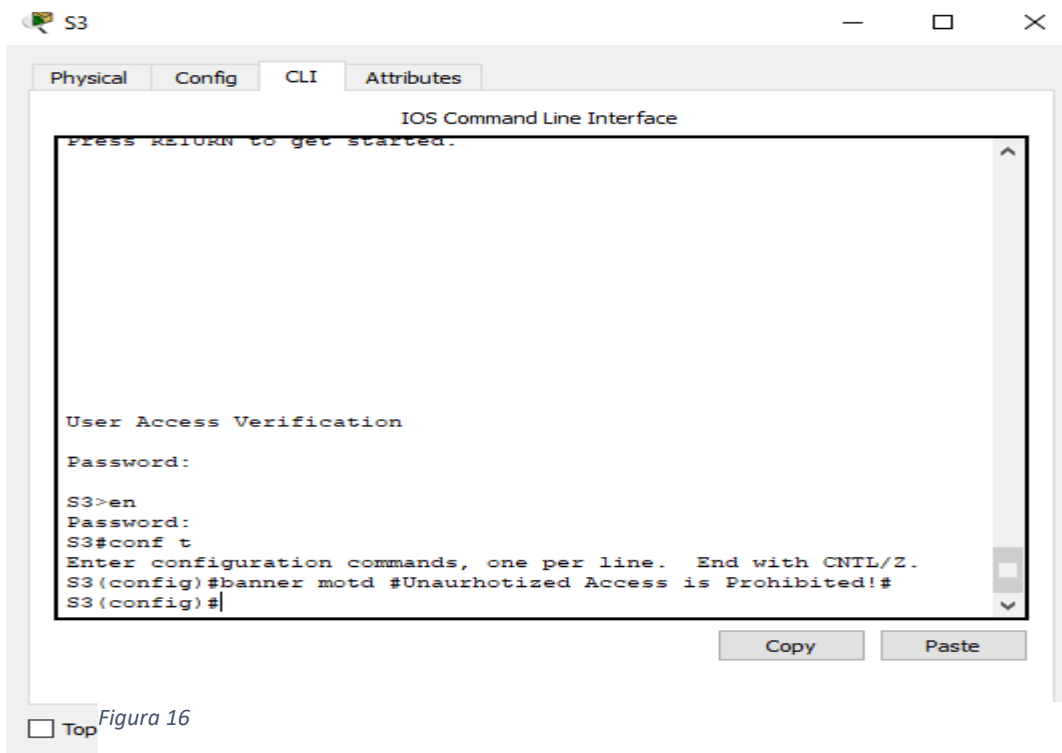 S3
Physical Config CLI Attributes
IOS Command Line Interface
Press RETURN to get started.
User Access Verification
Password:
S3>en
Password:
S3#conf t
Enter configuration commands, one per line.  End with CNTL/Z.
S3(config)#banner motd #Unaurhotized Access is Prohibited!#
S3(config)#
Copy Paste
Top
Figura 16